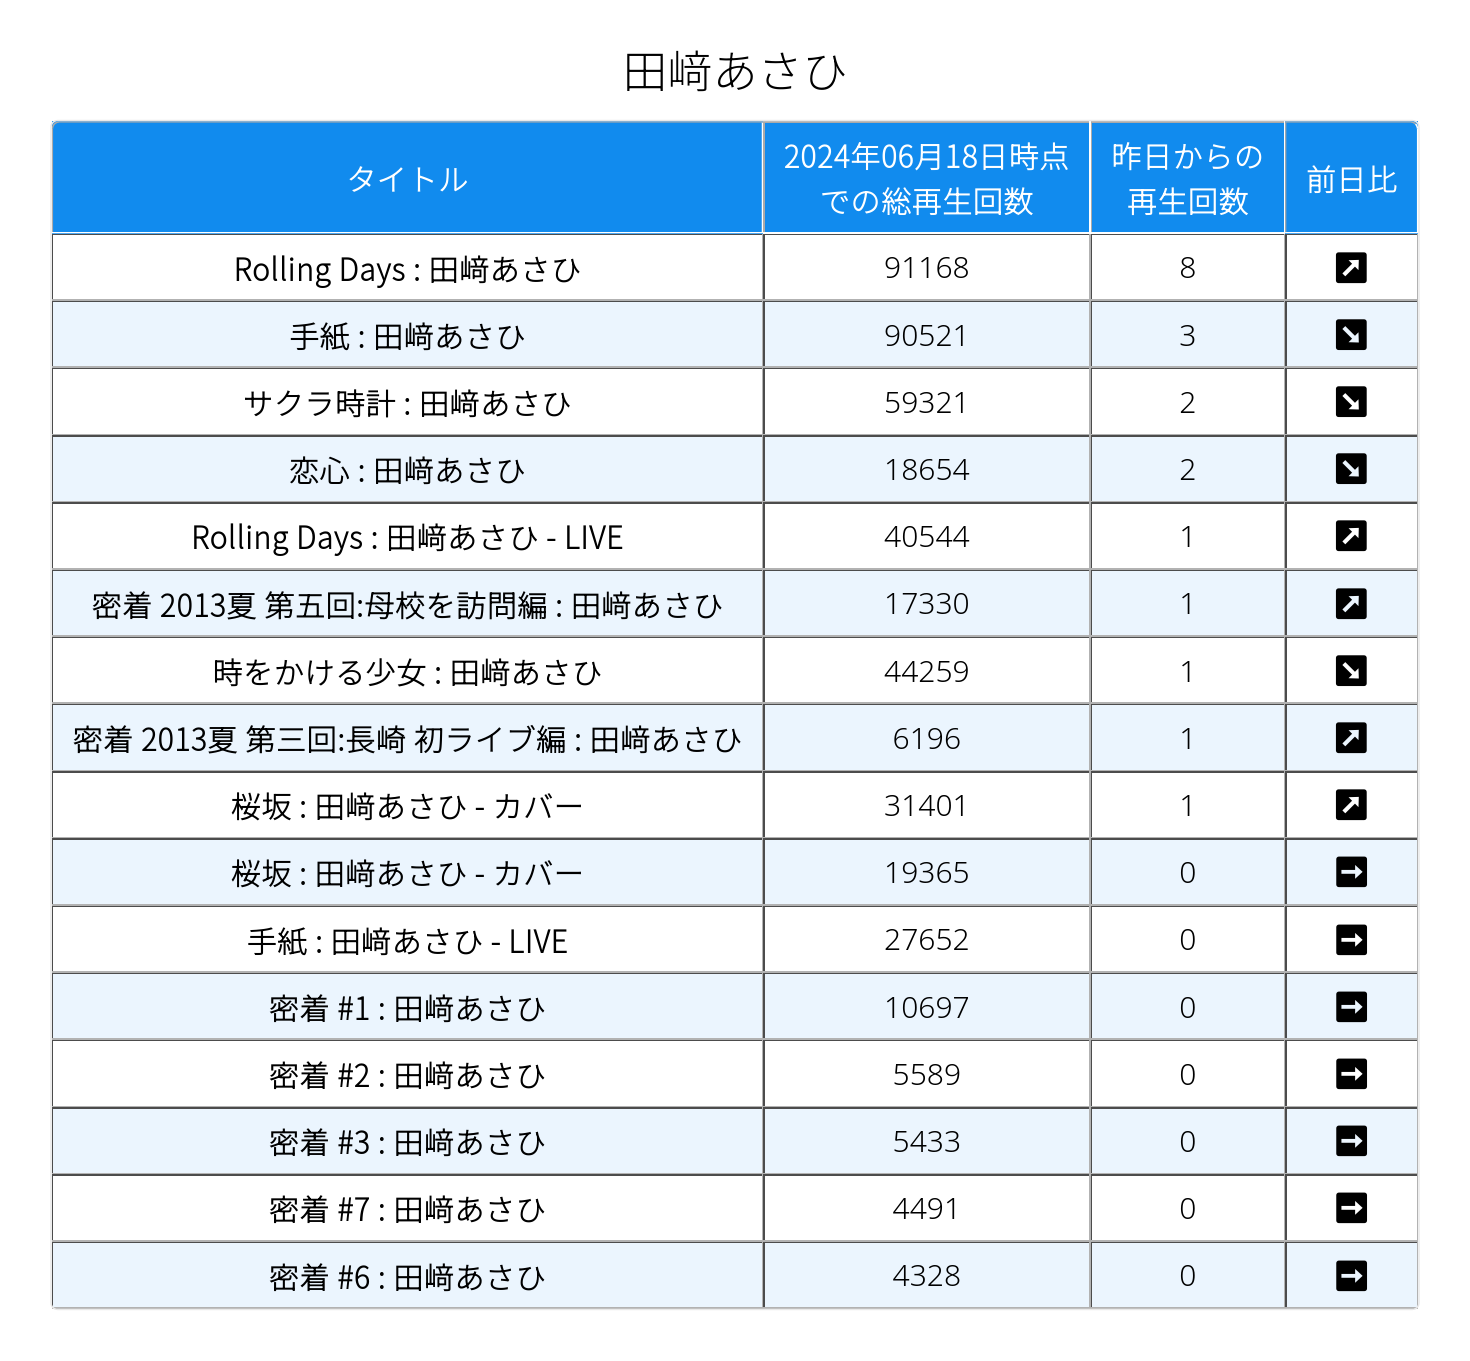 田﨑あさひ
タイトル
2024年06月18日時点
での総再生回数
昨日からの
再生回数
前日比
Rolling Days : 田﨑あさひ 91168 8
手紙 : 田﨑あさひ 90521 3
サクラ時計 : 田﨑あさひ 59321 2
恋心 : 田﨑あさひ 18654 2
Rolling Days : 田﨑あさひ - LIVE 40544 1
密着 2013夏 第五回:母校を訪問編 : 田﨑あさひ 17330 1
時をかける少女 : 田﨑あさひ 44259 1
密着 2013夏 第三回:長崎 初ライブ編 : 田﨑あさひ 6196 1
桜坂 : 田﨑あさひ - カバー 31401 1
桜坂 : 田﨑あさひ - カバー 19365 0
手紙 : 田﨑あさひ - LIVE 27652 0
密着 #1 : 田﨑あさひ 10697 0
密着 #2 : 田﨑あさひ 5589 0
密着 #3 : 田﨑あさひ 5433 0
密着 #7 : 田﨑あさひ 4491 0
密着 #6 : 田﨑あさひ 4328 0